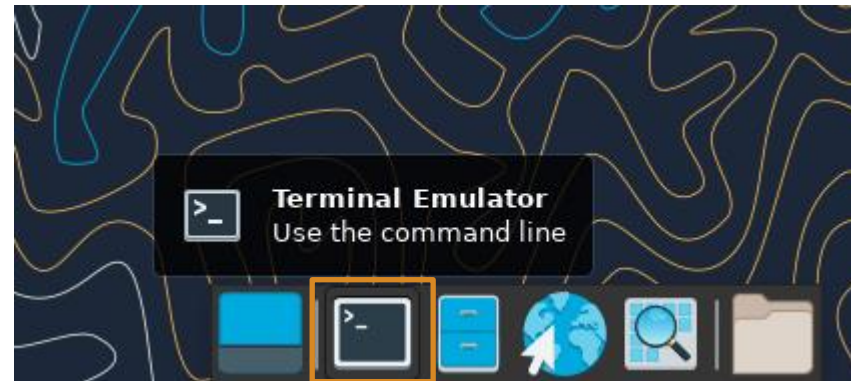 Terminal Emulator
Use the command line